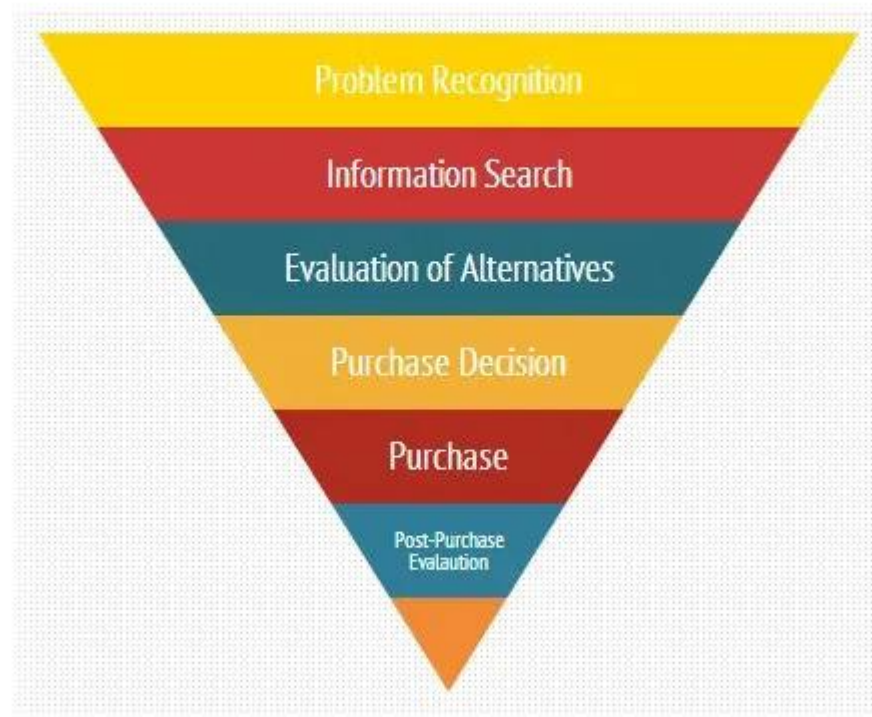 Problem Recognition
Information Search
Evaluation of Alternatives
Purchase Decision
Purchase
Post-Purchase
Evalaution